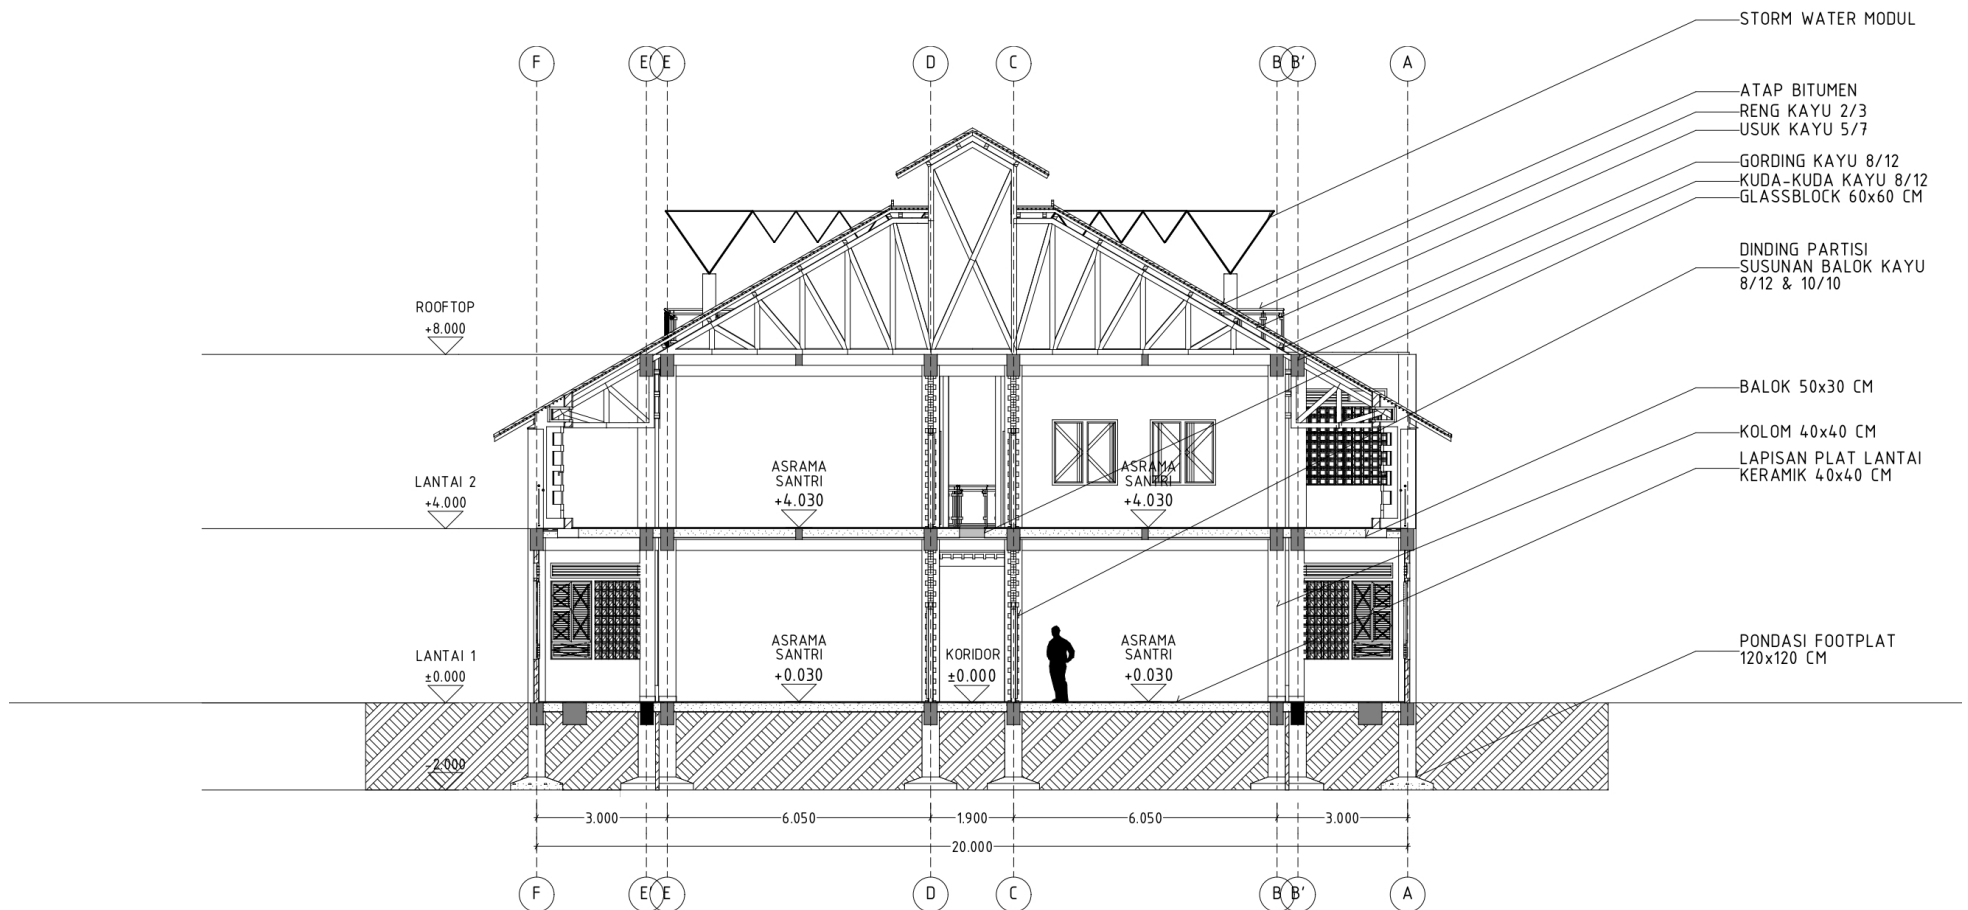 STORM WATER MODUL
F E' E D C B B' A
ATAP BITUMEN
RENG KAYU 2/3
USUK KAYU 5/7
GORDING KAYU 8/12
KUDA-KUDA KAYU 8/12
GLASSBLOCK 60x60 CM
DINDING PARTISI
SUSUNAN BALOK KAYU
8/12 & 10/10
ROOFTOP
+8.000
BALOK 50x30 CM
KOLOM 40x40 CM
LAPISAN PLAT LANTAI
KERAMIK 40x40 CM
LANTAI 2
+4.000
ASRAMA
SANTRI
+4.030
ASRAMA
SANTRI
+4.030
LANTAI 1
±0.000
ASRAMA
SANTRI
+0.030
KORIDOR
±0.000
ASRAMA
SANTRI
+0.030
PONDASI FOOTPLAT
120x120 CM
-2.000
3.000 6.050 1.900 6.050 3.000
20.000
F E' E D C B B' A